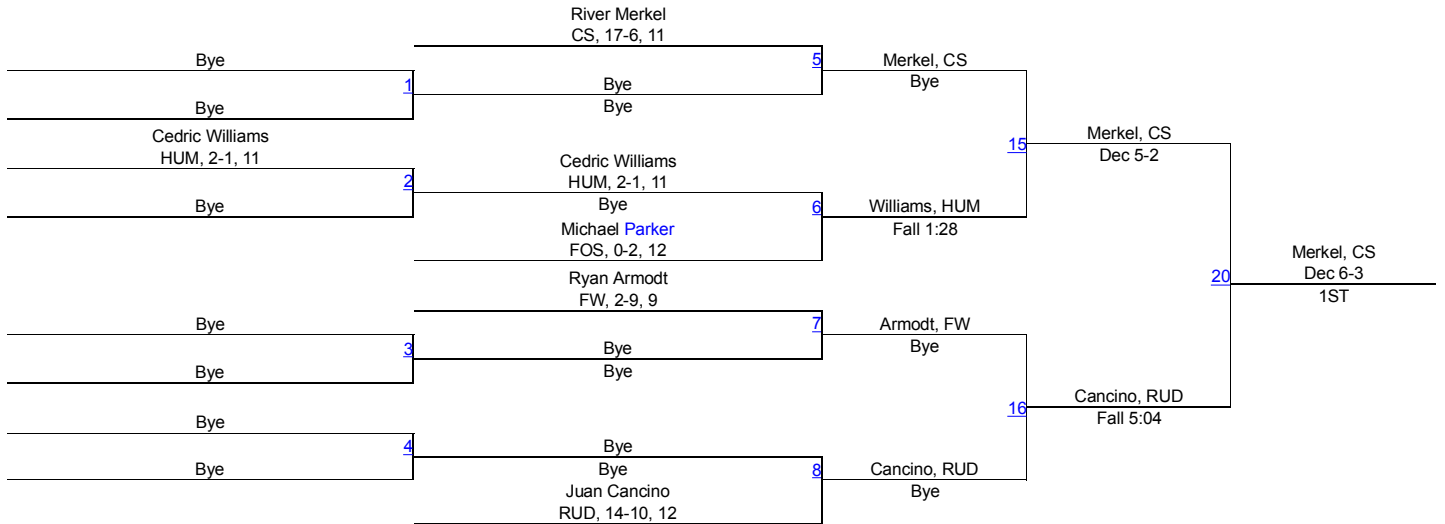 River Merkel
CS, 17-6, 11
Bye
5
Merkel, CS
1
Bye
Bye
Bye
Bye
Cedric Williams
HUM, 2-1, 11
15
Merkel, CS
Dec 5-2
Cedric Williams
HUM, 2-1, 11
2
Bye
Bye
6
Williams, HUM
Michael Parker
FOS, 0-2, 12
Fall 1:28
Merkel, CS
Dec 6-3
20
1ST
Ryan Armodt
FW, 2-9, 9
Bye
7
Armodt, FW
3
Bye
Bye
Bye
Bye
16
Cancino, RUD
Fall 5:04
Bye
4
Bye
Bye
Bye
8
Cancino, RUD
Juan Cancino
RUD, 14-10, 12
Bye